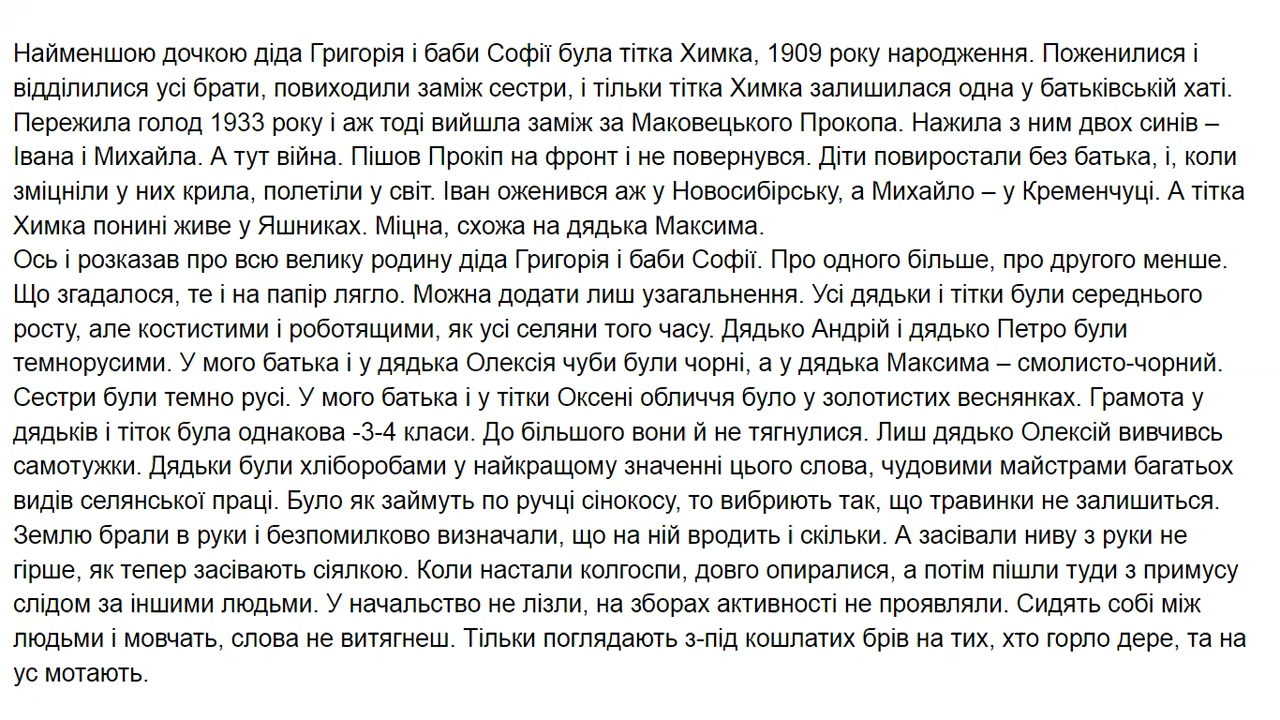 Найменшою дочкою діда Григорія і баби Софії була тітка Химка, 1909 року народження. Поженилися і
відділилися усі брати, повиходили заміж сестри, і тільки тітка Химка залишилася одна у батьківській хаті.
Пережила голод 1933 року і аж тоді вийшла заміж за Маковецького Прокопа. Нажила з ним двох синів –
Івана і Михайла. А тут війна. Пішов Прокіп на фронт і не повернувся. Діти повиростали без батька, і, коли
зміцніли у них крила, полетіли у світ. Іван оженився аж у Новосибірську, а Михайло – у Кременчуці. А тітка
Химка понині живе у Яшниках. Міцна, схожа на дядька Максима.
Ось і розказав про всю велику родину діда Григорія і баби Софії. Про одного більше, про другого менше.
Що згадалося, те і на папір лягло. Можна додати лиш узагальнення. Усі дядьки і тітки були середнього
росту, але костистими і роботящими, як усі селяни того часу. Дядько Андрій і дядько Петро були
темнорусими. У мого батька і у дядька Олексія чуби були чорні, а у дядька Максима – смолисто-чорний.
Сестри були темно русі. У мого батька і у тітки Оксені обличчя було у золотистих веснянках. Грамота у
дядьків і тіток була однакова -3-4 класи. До більшого вони й не тягнулися. Лиш дядько Олексій вивчивсь
самотужки. Дядьки були хліборобами у найкращому значенні цього слова, чудовими майстрами багатьох
видів селянської праці. Було як займуть по ручці сінокосу, то вибриють так, що травинки не залишиться.
Землю брали в руки і безпомилково визначали, що на ній вродить і скільки. А засівали ниву з руки не
гірше, як тепер засівають сіялкою. Коли настали колгоспи, довго опиралися, а потім пішли туди з примусу
слідом за іншими людьми. У начальство не лізли, на зборах активності не проявляли. Сидять собі між
людьми і мовчать, слова не витягнеш. Тільки поглядають з-під кошлатих брів на тих, хто горло дере, та на
ус мотають.